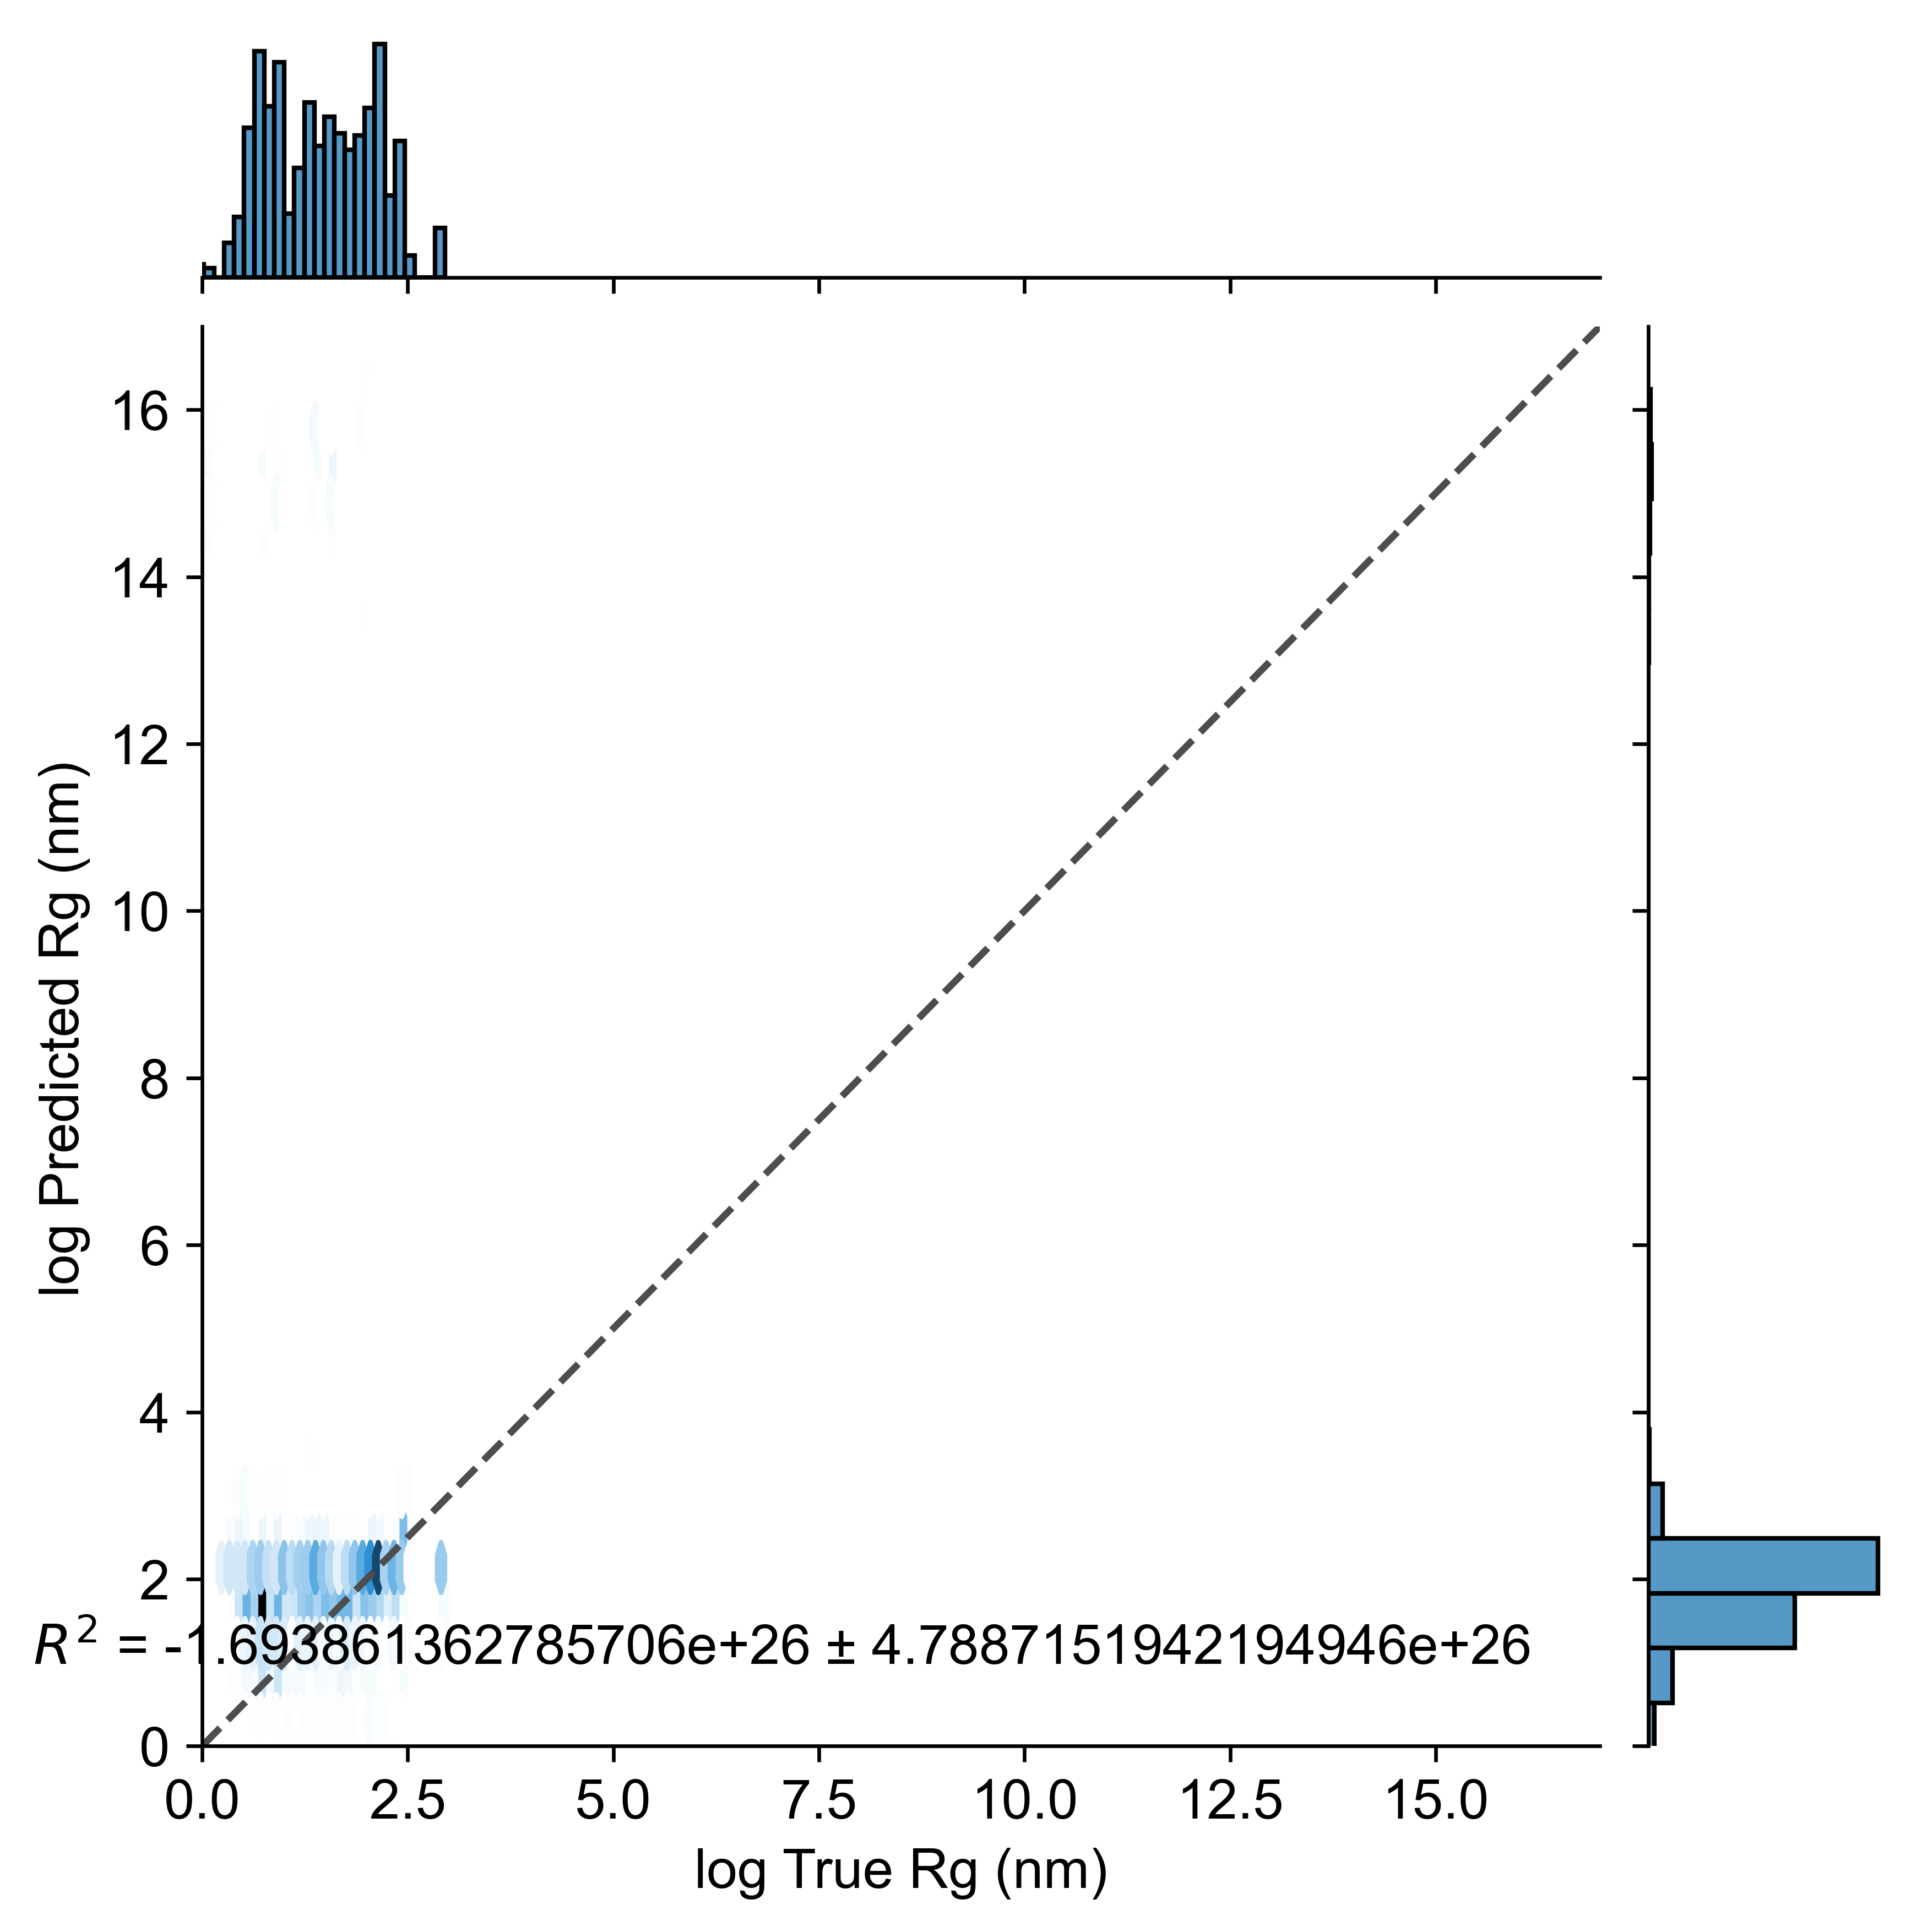 16
14
12
10
8
6
4
2
0
log Predicted Rg (nm)
R² = -1.6938613627857​06e+26 ± 4.78871519421949​46e+26
0.0 2.5 5.0 7.5 10.0 12.5 15.0
log True Rg (nm)